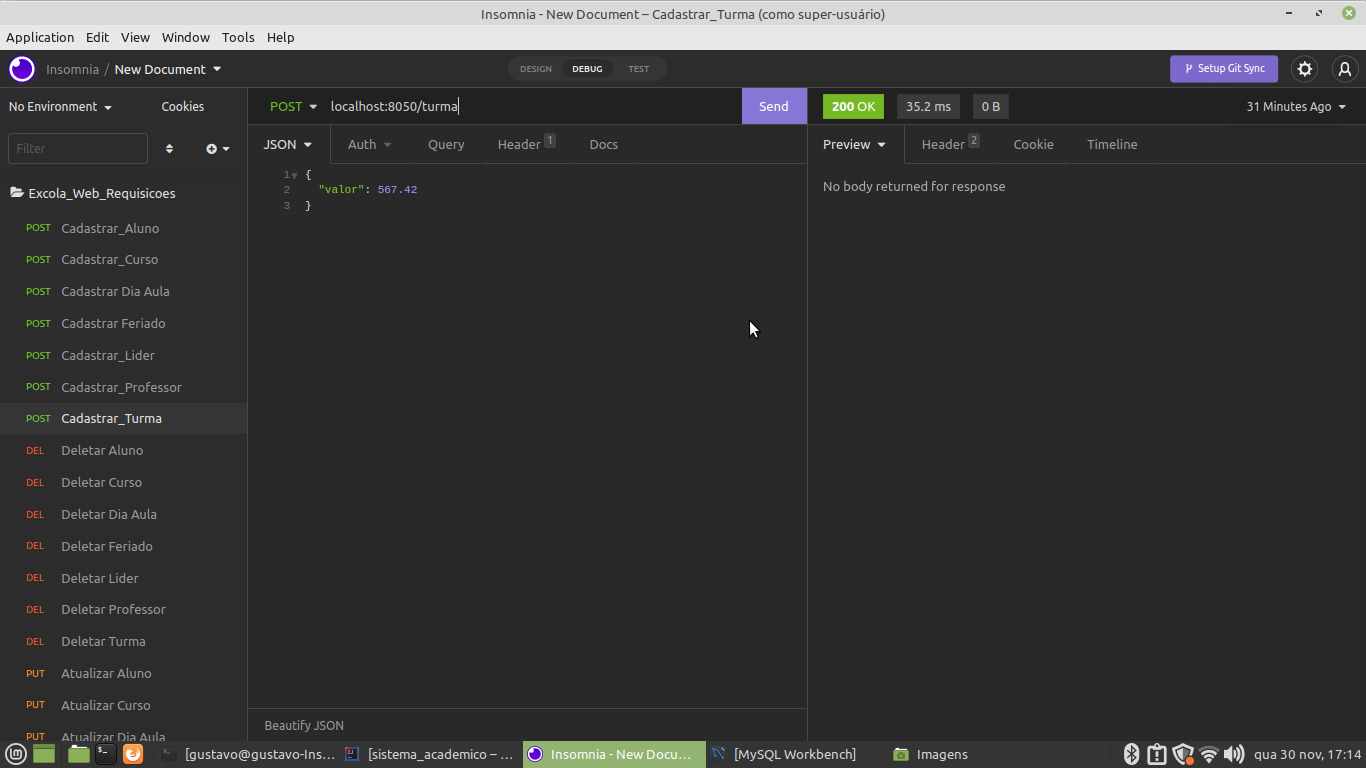 Insomnia - New Document – Cadastrar_Turma (como super-usuário)
Application Edit View Window Tools Help
Insomnia / New Document
DESIGN DEBUG TEST
Setup Git Sync
No Environment Cookies
POST localhost:8050/turma Send
200 OK 35.2 ms 0 B 31 Minutes Ago
Filter
JSON Auth Query Header 1 Docs
Preview Header 2 Cookie Timeline
1 {
2 "valor": 567.42
3 }
No body returned for response
Excola_Web_Requisicoes
POST Cadastrar_Aluno
POST Cadastrar_Curso
POST Cadastrar Dia Aula
POST Cadastrar Feriado
POST Cadastrar_Lider
POST Cadastrar_Professor
POST Cadastrar_Turma
DEL Deletar Aluno
DEL Deletar Curso
DEL Deletar Dia Aula
DEL Deletar Feriado
DEL Deletar Lider
DEL Deletar Professor
DEL Deletar Turma
PUT Atualizar Aluno
PUT Atualizar Curso
PUT Atualizar Dia Aula
Beautify JSON
[gustavo@gustavo-Ins... [sistema_academico – ... Insomnia - New Docu... [MySQL Workbench] Imagens qua 30 nov, 17:14